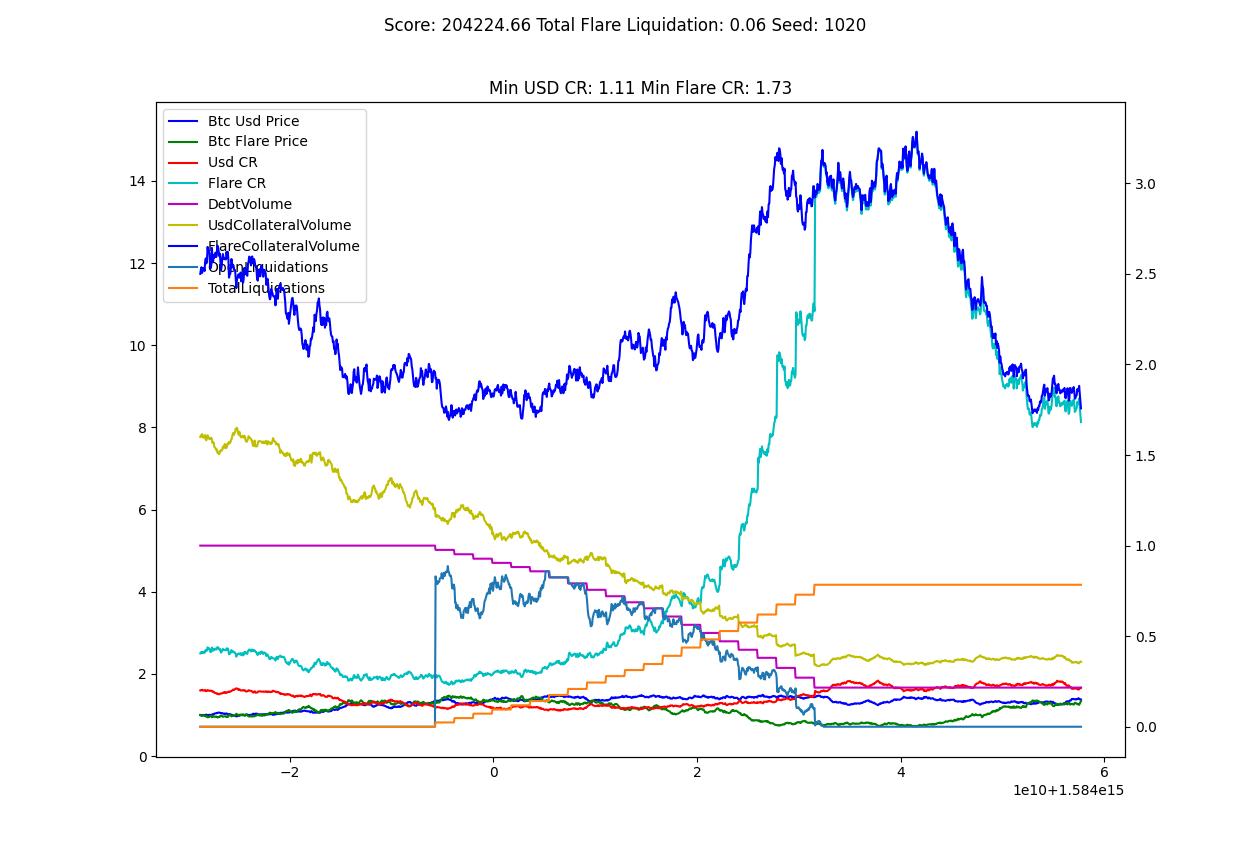 Score: 204224.66 Total Flare Liquidation: 0.06 Seed: 1020
Min USD CR: 1.11 Min Flare CR: 1.73
Btc Usd Price
Btc Flare Price
Usd CR
Flare CR
DebtVolume
UsdCollateralVolume
FlareCollateralVolume
OpenLiquidations
TotalLiquidations
14
12
10
8
6
4
2
0
3.0
2.5
2.0
1.5
1.0
0.5
0.0
−2
0
2
4
6
1e10+1.584e15